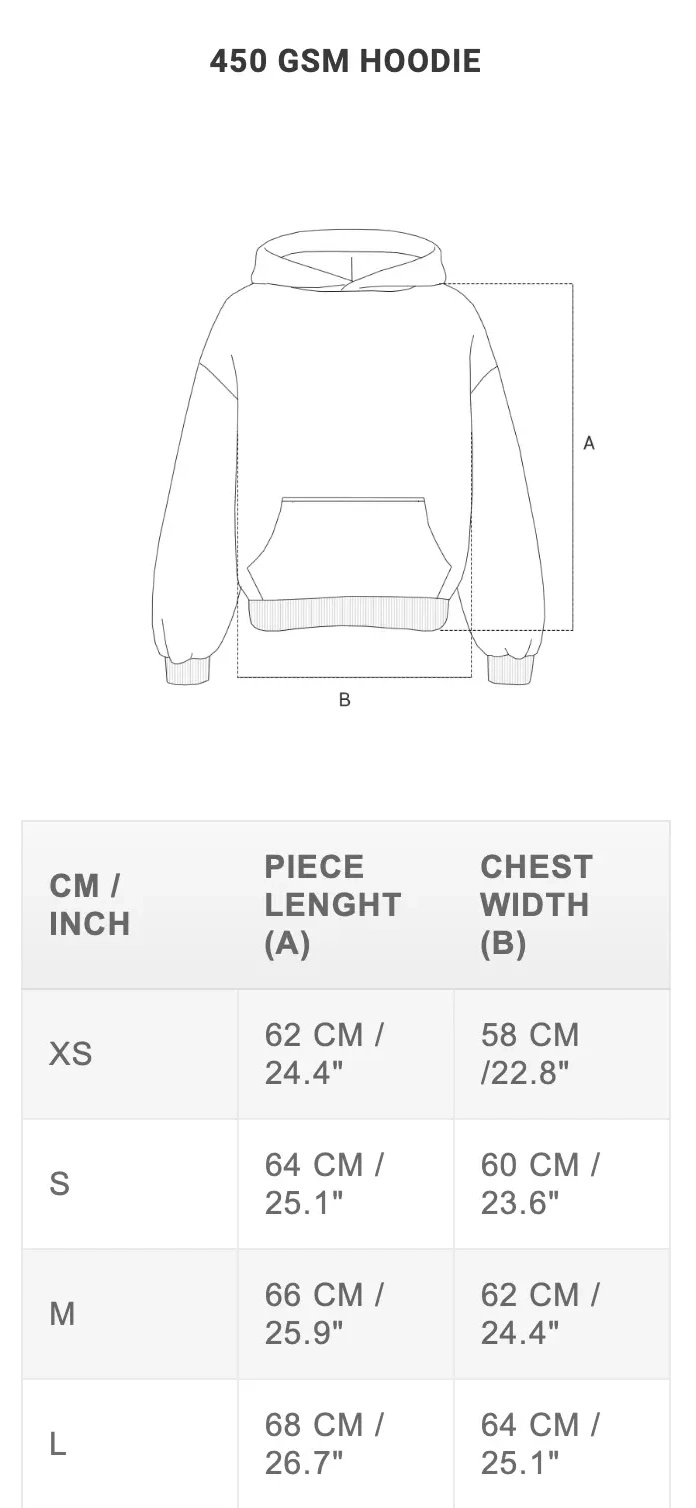 450 GSM HOODIE
A
B
CM /
INCH
PIECE
LENGHT
(A)
CHEST
WIDTH
(B)
XS
62 CM /
24.4"
58 CM
/22.8"
S
64 CM /
25.1"
60 CM /
23.6"
M
66 CM /
25.9"
62 CM /
24.4"
L
68 CM /
26.7"
64 CM /
25.1"